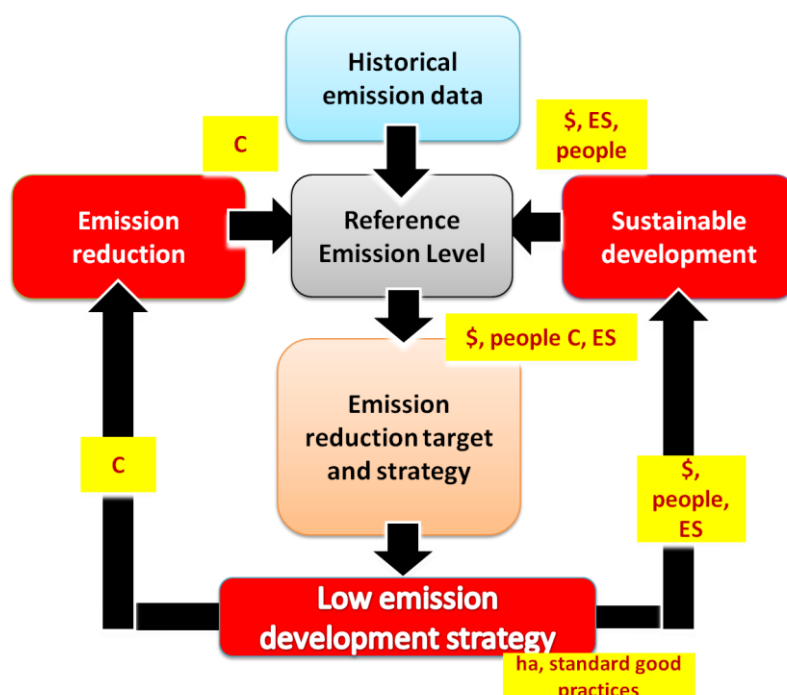 Historical
emission data
C
$, ES,
people
Emission
reduction
Reference
Emission Level
Sustainable
development
$, people C, ES
Emission
reduction target
and strategy
C
$,
people,
ES
Low emission
development strategy
ha, standard good
practices